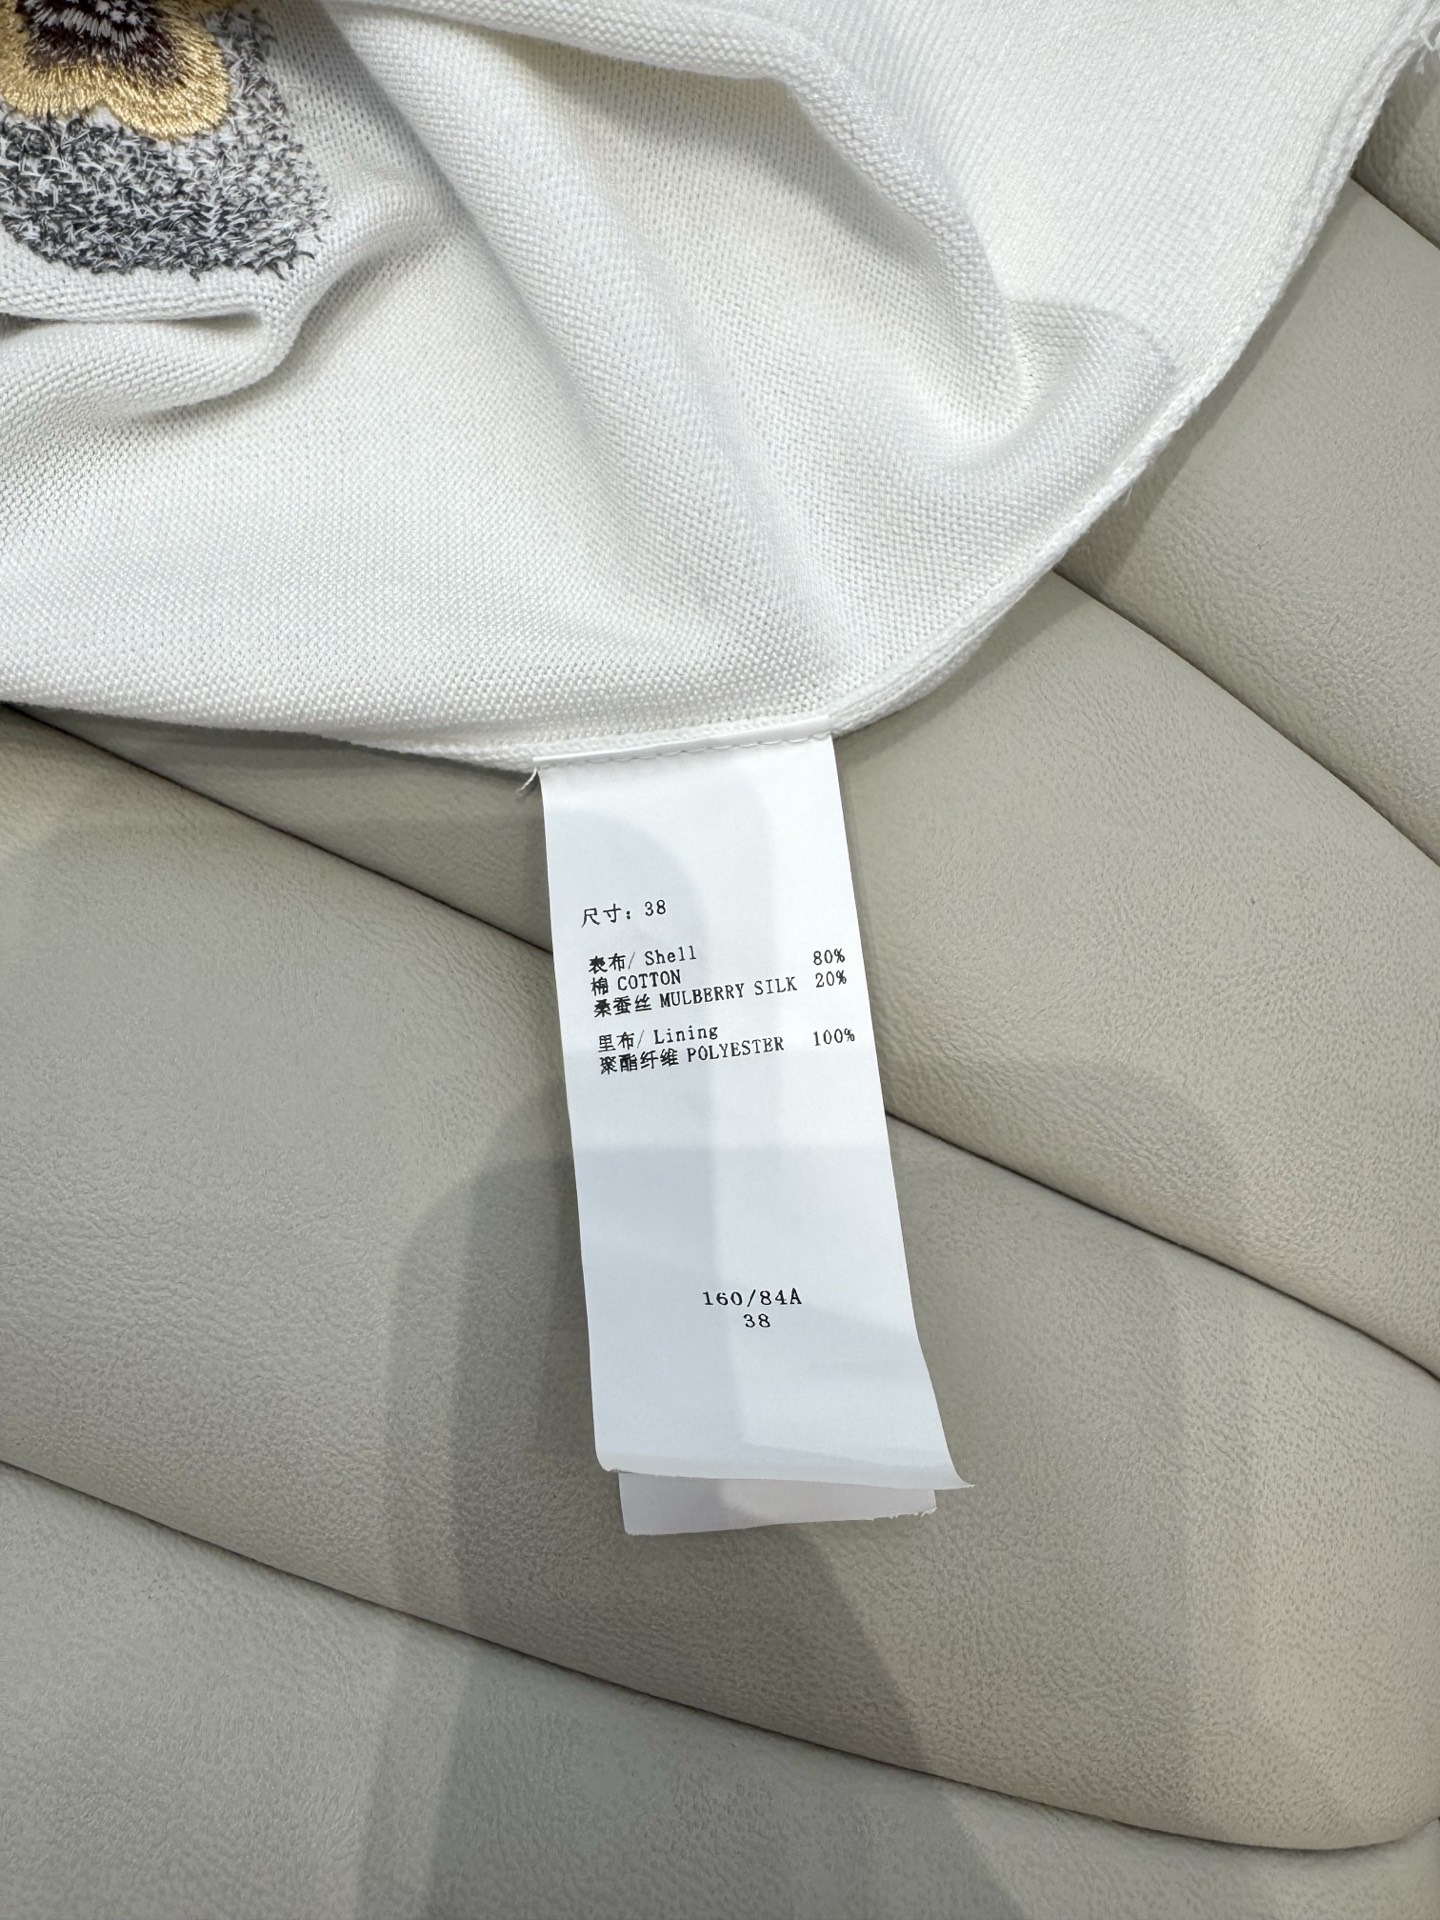 尺寸：38
表布/ Shell
棉 COTTON 80%
桑蚕丝 MULBERRY SILK 20%
里布/ Lining
聚酯纤维 POLYESTER 100%
160/84A
38